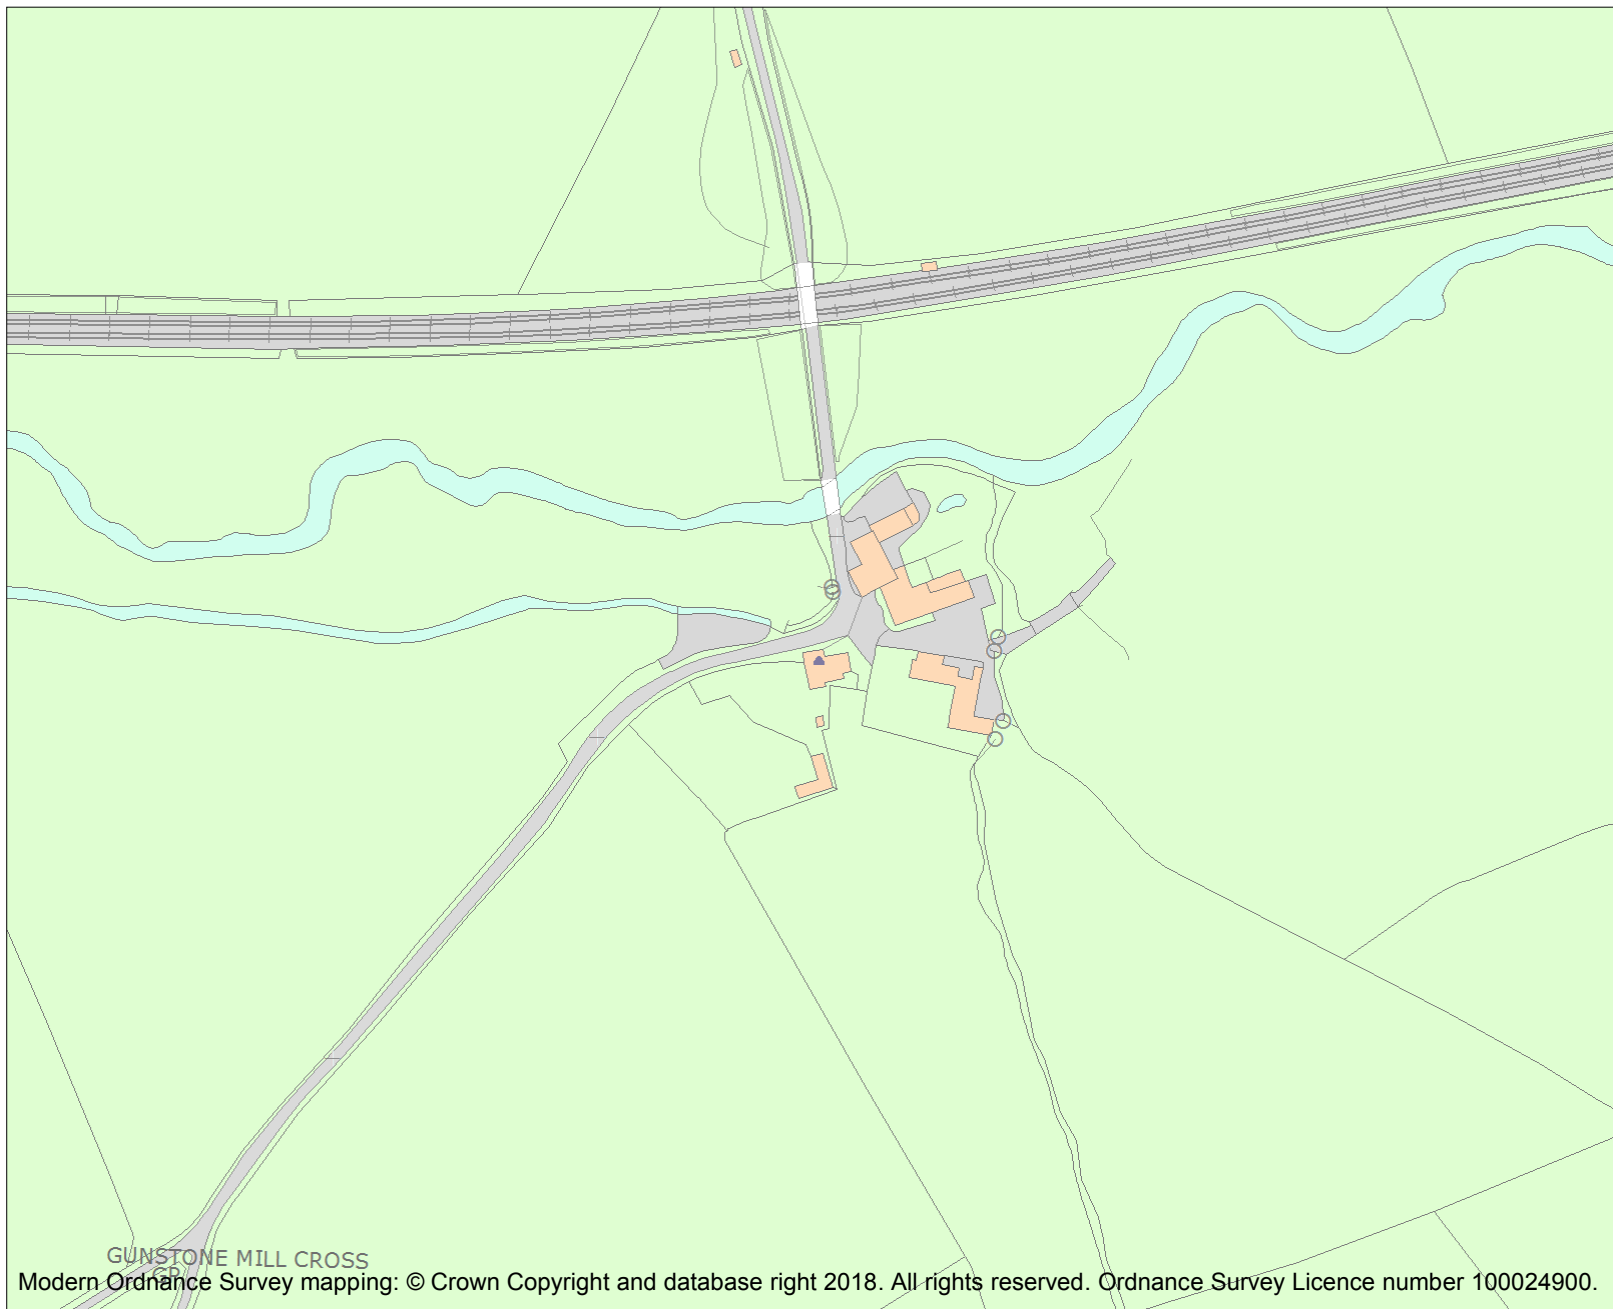 GUNSTONE MILL CROSS
GP
Modern Ordnance Survey mapping: © Crown Copyright and database right 2018. All rights reserved. Ordnance Survey Licence number 100024900.